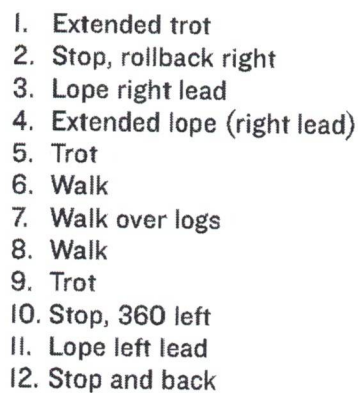 1. Extended trot
2. Stop, rollback right
3. Lope right lead
4. Extended lope (right lead)
5. Trot
6. Walk
7. Walk over logs
8. Walk
9. Trot
10. Stop, 360 left
11. Lope left lead
12. Stop and back